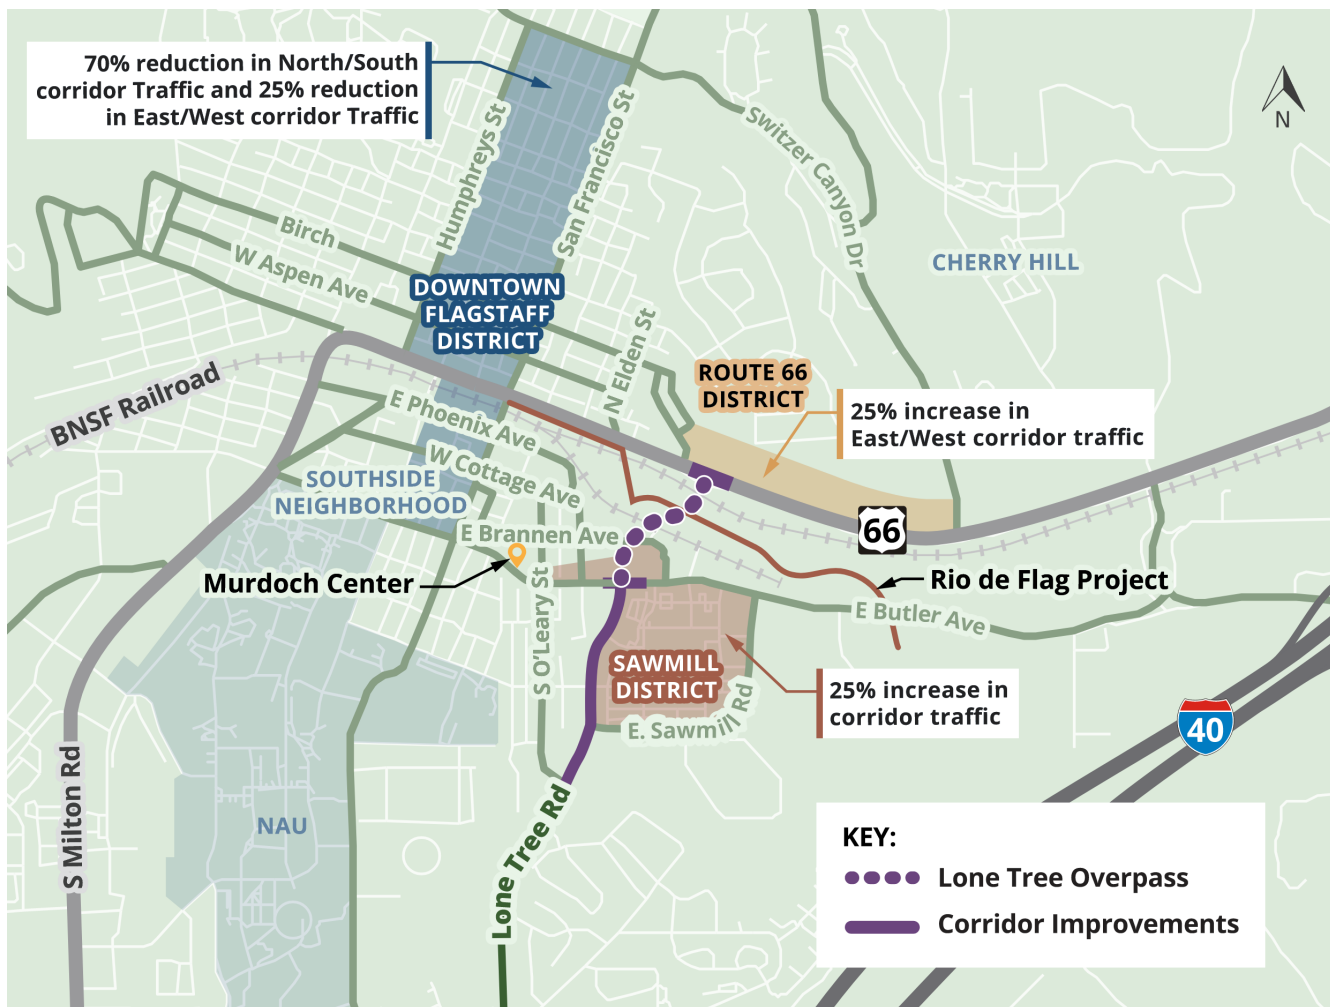 70% reduction in North/South
corridor Traffic and 25% reduction
in East/West corridor Traffic
N
Humphreys St
San Francisco St
Switzer Canyon Dr
Birch
W Aspen Ave
CHERRY HILL
DOWNTOWN
FLAGSTAFF
DISTRICT
N Elden St
BNSF Railroad
ROUTE 66
DISTRICT
25% increase in
East/West corridor traffic
E Phoenix Ave
W Cottage Ave
SOUTHSIDE
NEIGHBORHOOD
66
E Brannen Ave
Murdoch Center
Rio de Flag Project
E Butler Ave
S O'Leary St
SAWMILL
DISTRICT
25% increase in
corridor traffic
E. Sawmill Rd
40
S Milton Rd
NAU
Lone Tree Rd
KEY:
Lone Tree Overpass
Corridor Improvements